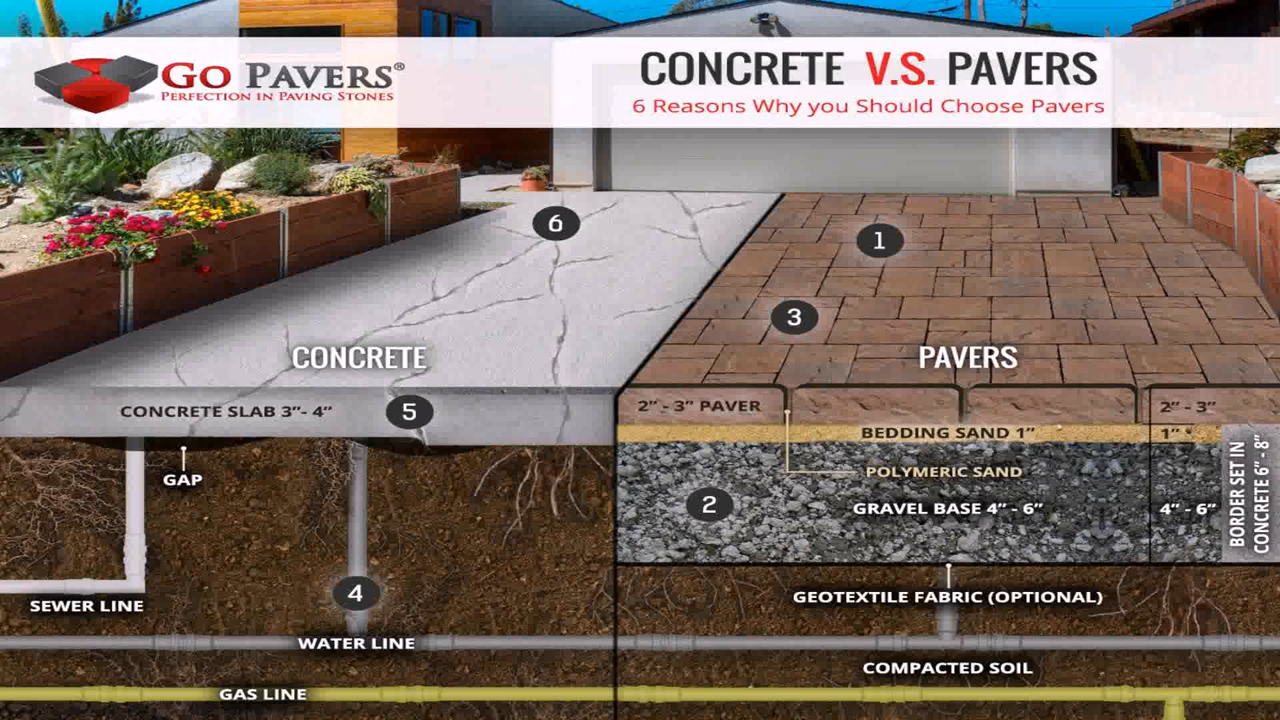 GO PAVERS®
PERFECTION IN PAVING STONES
CONCRETE V.S. PAVERS
6 Reasons Why you Should Choose Pavers
6
1
3
CONCRETE
PAVERS
CONCRETE SLAB 3”- 4”
5
2” - 3” PAVER
2” - 3”
BEDDING SAND 1”
1”
GAP
POLYMERIC SAND
2
GRAVEL BASE 4” - 6”
4” - 6”
BORDER SET IN
CONCRETE 6” - 8”
4
SEWER LINE
GEOTEXTILE FABRIC (OPTIONAL)
WATER LINE
COMPACTED SOIL
GAS LINE